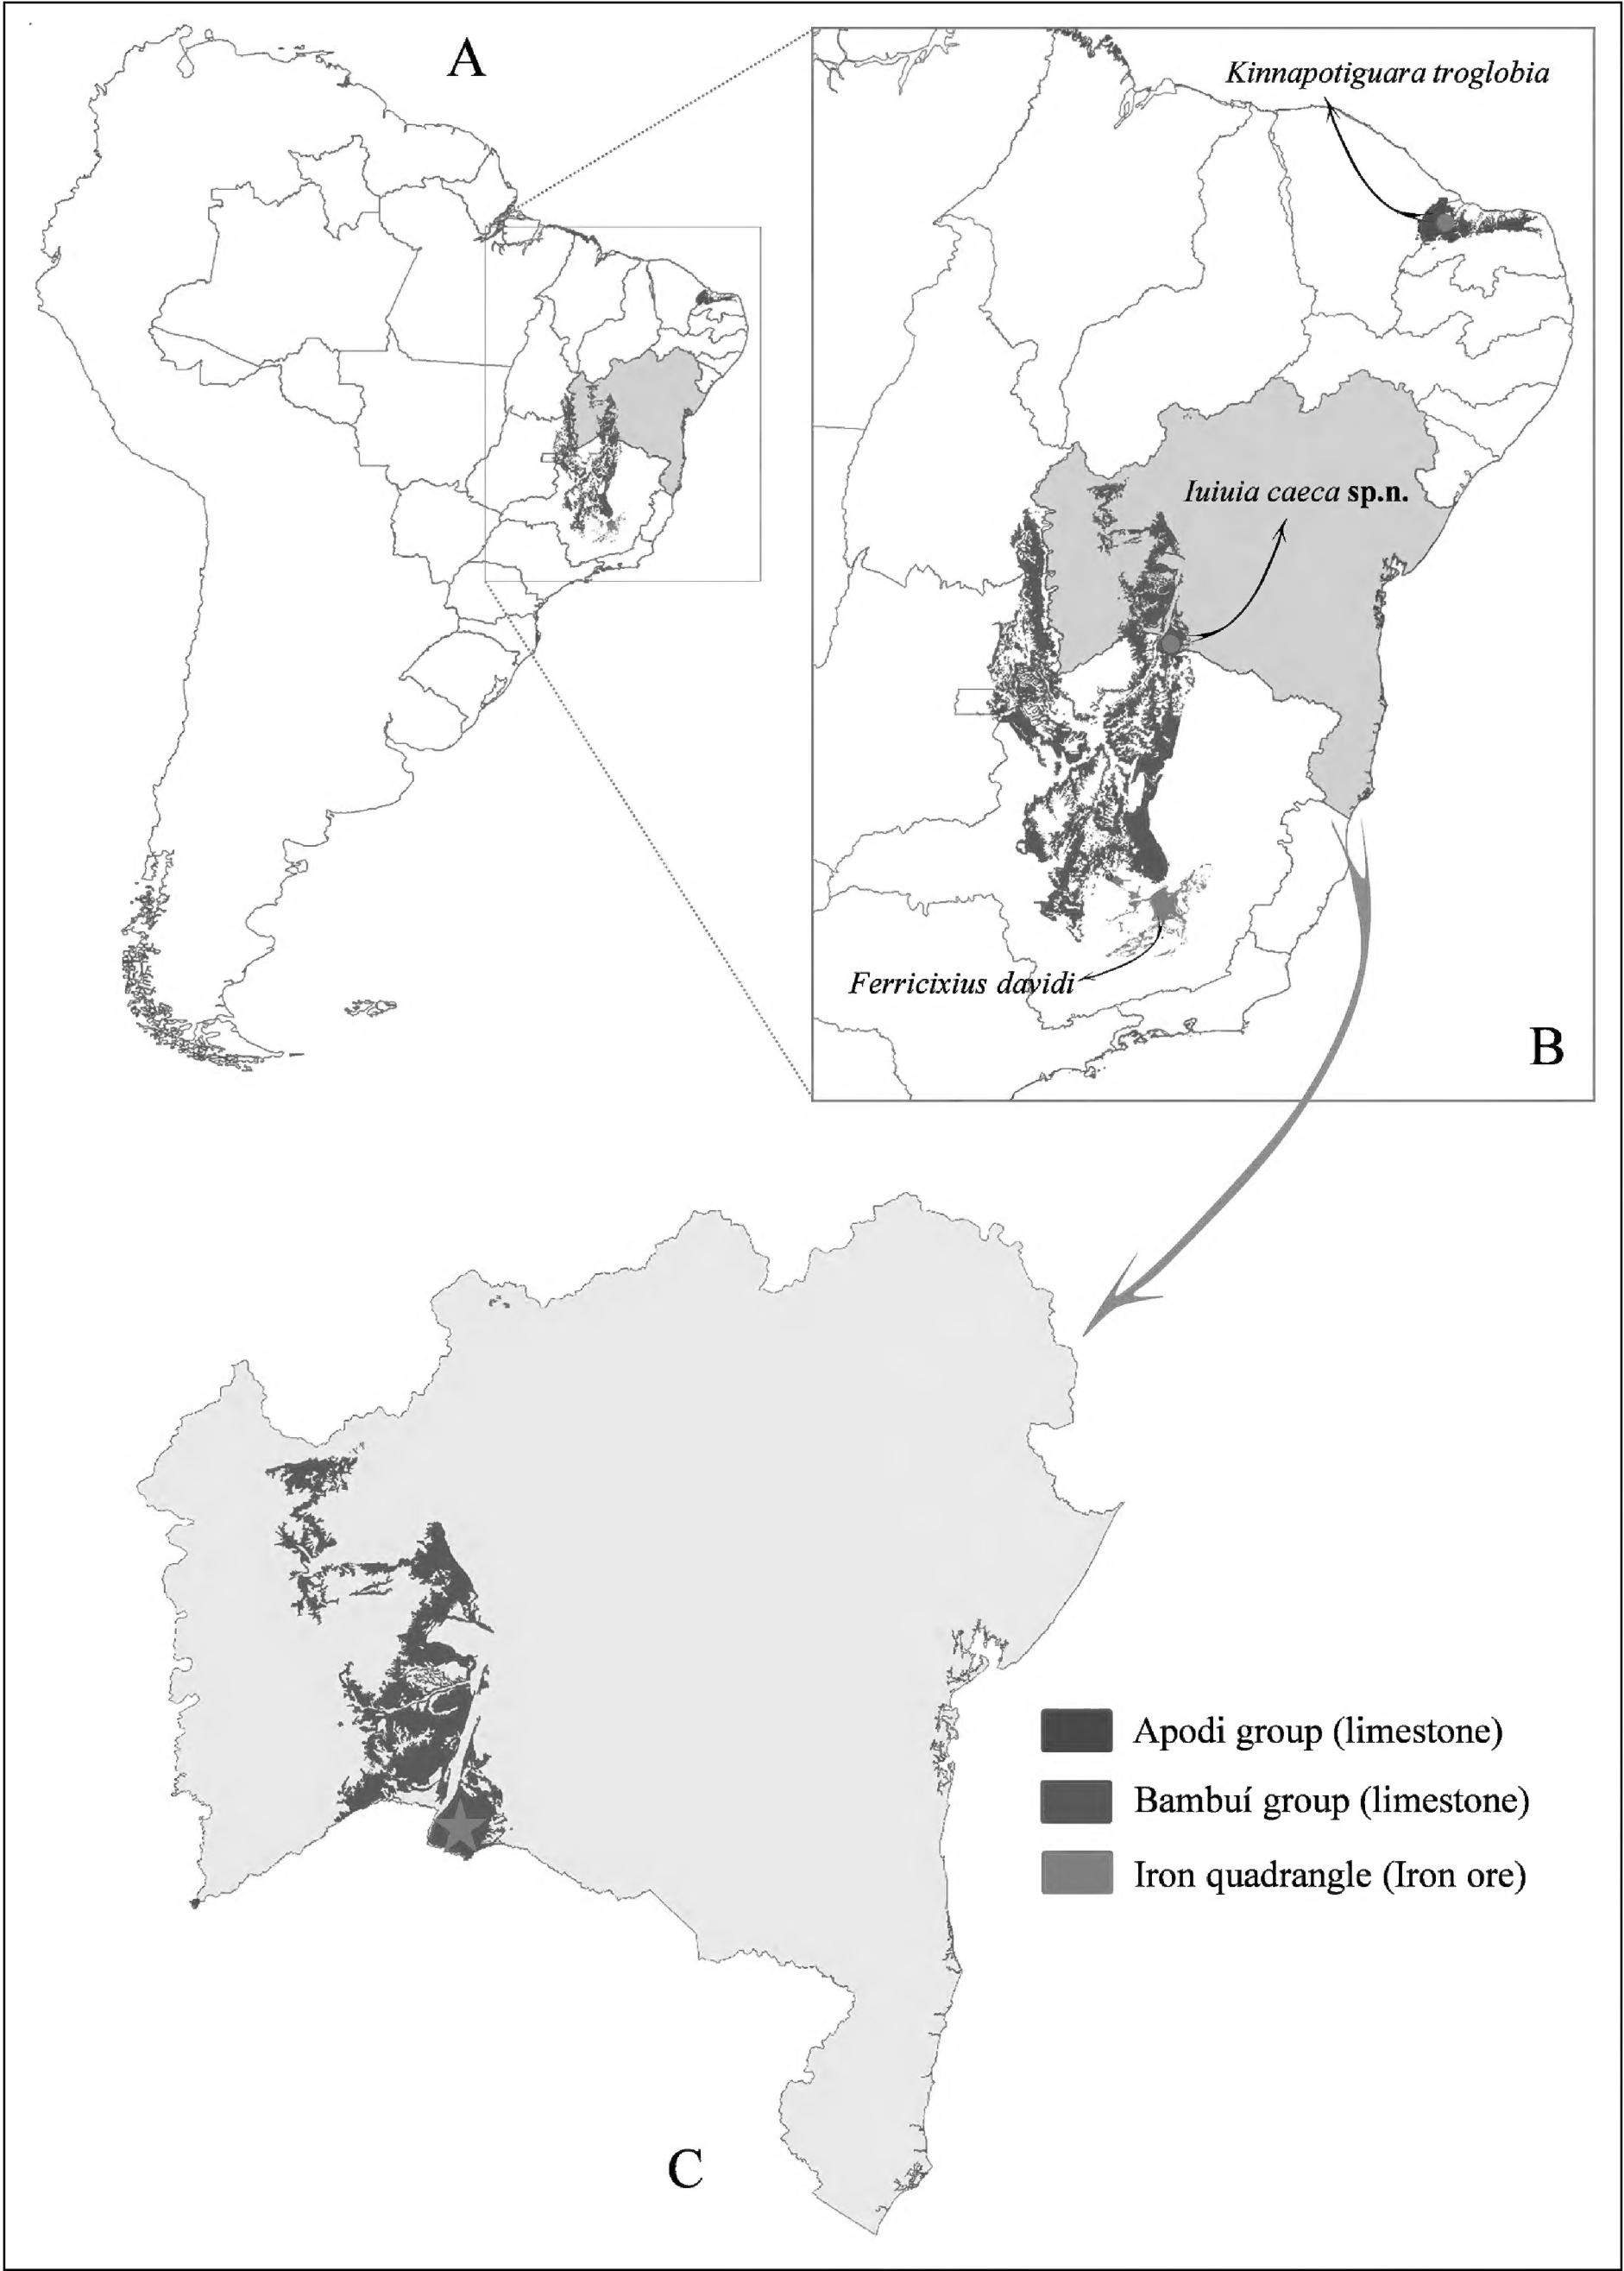 A
Kinnapotiguara troglobia
Iuiuia caeca sp.n.
Ferricixius davidi
B
Apodi group (limestone)
Bambuí group (limestone)
Iron quadrangle (Iron ore)
C